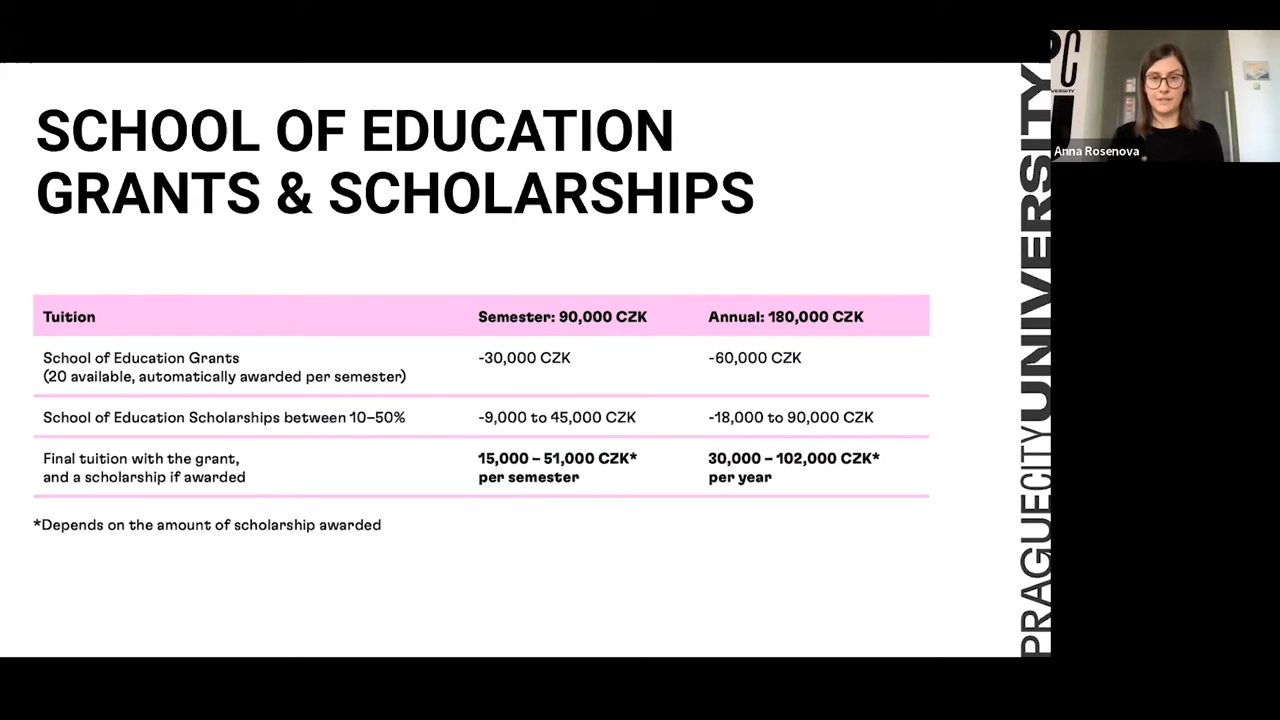 SCHOOL OF EDUCATION
GRANTS & SCHOLARSHIPS
Tuition
Semester: 90,000 CZK
Annual: 180,000 CZK
School of Education Grants
(20 available, automatically awarded per semester)
-30,000 CZK
-60,000 CZK
School of Education Scholarships between 10–50%
-9,000 to 45,000 CZK
-18,000 to 90,000 CZK
Final tuition with the grant,
and a scholarship if awarded
15,000 – 51,000 CZK*
per semester
30,000 – 102,000 CZK*
per year
*Depends on the amount of scholarship awarded
PRAGUECITYUNIVERSITY
Anna Rosenova